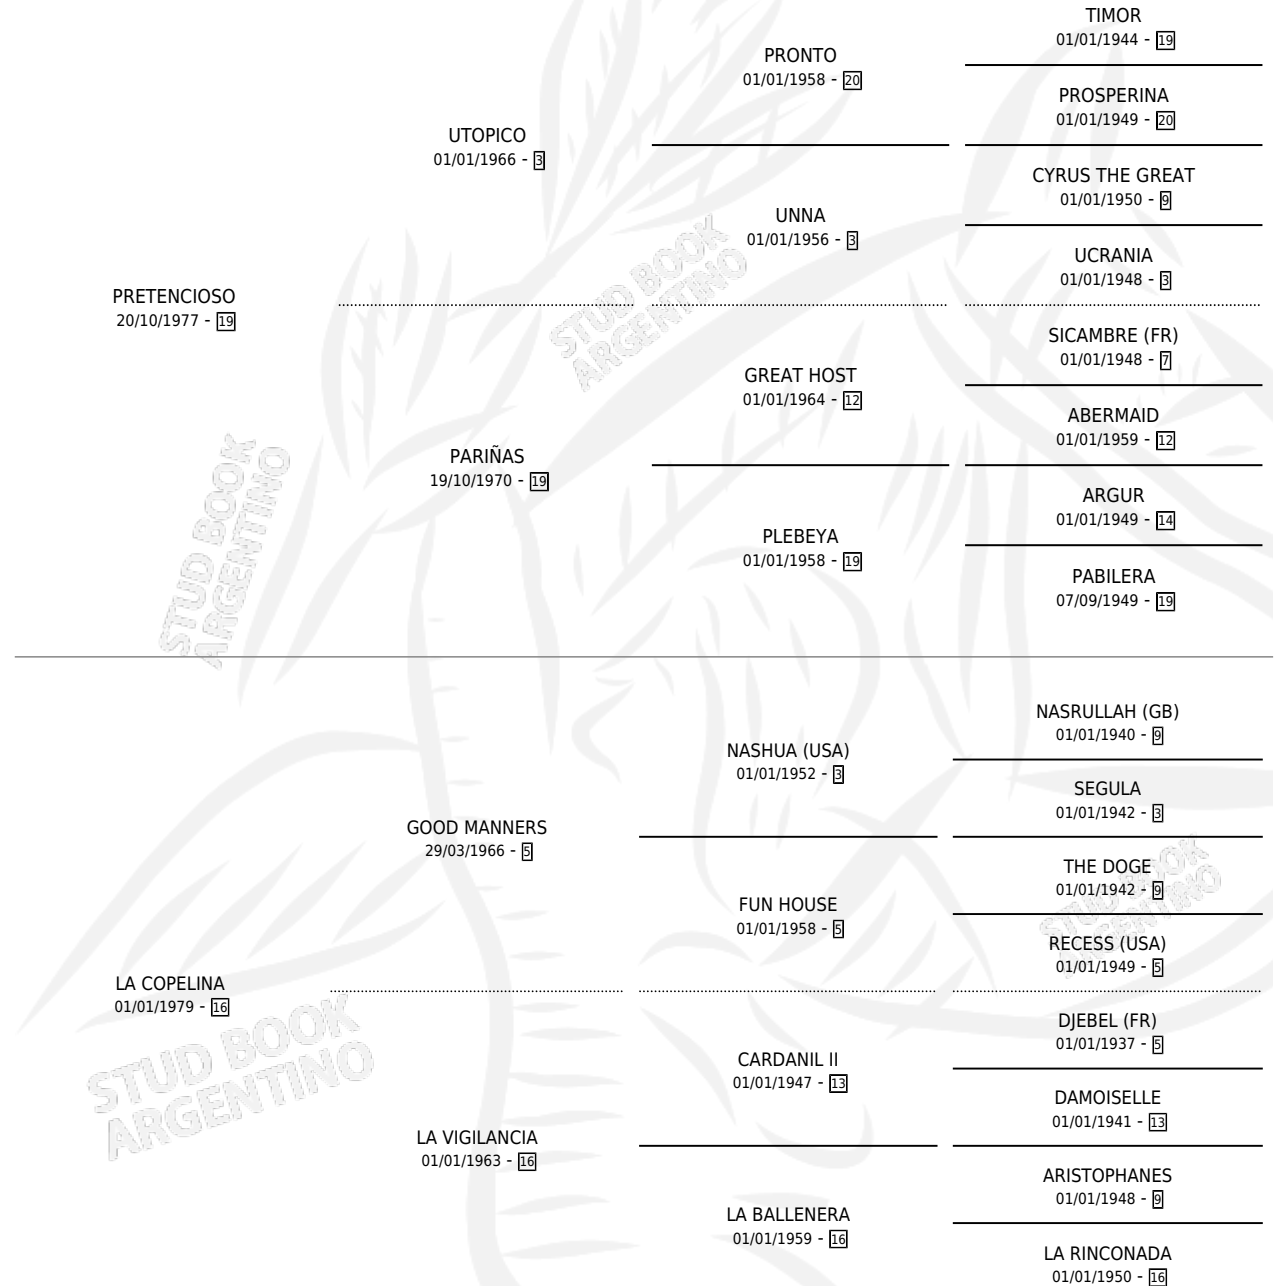 TIMOR
01/01/1944 - 19
PRONTO
01/01/1958 - 20
PROSPERINA
01/01/1949 - 20
UTOPICO
01/01/1966 - 3
CYRUS THE GREAT
01/01/1950 - 9
UNNA
01/01/1956 - 3
UCRANIA
01/01/1948 - 3
PRETENCIOSO
20/10/1977 - 19
SICAMBRE (FR)
01/01/1948 - 7
GREAT HOST
01/01/1964 - 12
ABERMAID
01/01/1959 - 12
PARIÑAS
19/10/1970 - 19
ARGUR
01/01/1949 - 14
PLEBEYA
01/01/1958 - 19
PABILERA
07/09/1949 - 19
NASRULLAH (GB)
01/01/1940 - 9
NASHUA (USA)
01/01/1952 - 3
SEGULA
01/01/1942 - 3
GOOD MANNERS
29/03/1966 - 5
THE DOGE
01/01/1942 - 9
FUN HOUSE
01/01/1958 - 5
RECESS (USA)
01/01/1949 - 5
LA COPELINA
01/01/1979 - 16
DJEBEL (FR)
01/01/1937 - 5
CARDANIL II
01/01/1947 - 13
DAMOISELLE
01/01/1941 - 13
LA VIGILANCIA
01/01/1963 - 16
ARISTOPHANES
01/01/1948 - 9
LA BALLENERA
01/01/1959 - 16
LA RINCONADA
01/01/1950 - 16
STUD BOOK
ARGENTINO
STUD BOOK
ARGENTINO
STUD BOOK
ARGENTINO
STUD BOOK
ARGENTINO